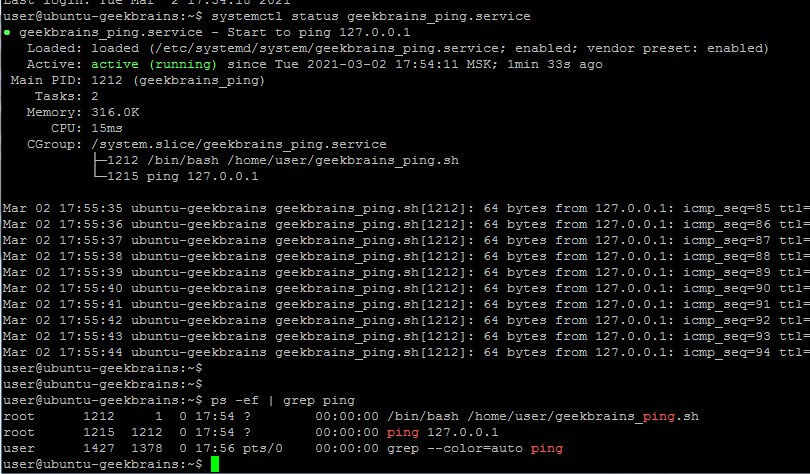 Last login: Tue Mar  2 17:54:18 2021
user@ubuntu-geekbrains:~$ systemctl status geekbrains_ping.service
● geekbrains_ping.service - Start to ping 127.0.0.1
   Loaded: loaded (/etc/systemd/system/geekbrains_ping.service; enabled; vendor preset: enabled)
   Active: active (running) since Tue 2021-03-02 17:54:11 MSK; 1min 33s ago
 Main PID: 1212 (geekbrains_ping)
    Tasks: 2
   Memory: 316.0K
      CPU: 15ms
   CGroup: /system.slice/geekbrains_ping.service
           ├─1212 /bin/bash /home/user/geekbrains_ping.sh
           └─1215 ping 127.0.0.1
Mar 02 17:55:35 ubuntu-geekbrains geekbrains_ping.sh[1212]: 64 bytes from 127.0.0.1: icmp_seq=85 ttl=
Mar 02 17:55:36 ubuntu-geekbrains geekbrains_ping.sh[1212]: 64 bytes from 127.0.0.1: icmp_seq=86 ttl=
Mar 02 17:55:37 ubuntu-geekbrains geekbrains_ping.sh[1212]: 64 bytes from 127.0.0.1: icmp_seq=87 ttl=
Mar 02 17:55:38 ubuntu-geekbrains geekbrains_ping.sh[1212]: 64 bytes from 127.0.0.1: icmp_seq=88 ttl=
Mar 02 17:55:39 ubuntu-geekbrains geekbrains_ping.sh[1212]: 64 bytes from 127.0.0.1: icmp_seq=89 ttl=
Mar 02 17:55:40 ubuntu-geekbrains geekbrains_ping.sh[1212]: 64 bytes from 127.0.0.1: icmp_seq=90 ttl=
Mar 02 17:55:41 ubuntu-geekbrains geekbrains_ping.sh[1212]: 64 bytes from 127.0.0.1: icmp_seq=91 ttl=
Mar 02 17:55:42 ubuntu-geekbrains geekbrains_ping.sh[1212]: 64 bytes from 127.0.0.1: icmp_seq=92 ttl=
Mar 02 17:55:43 ubuntu-geekbrains geekbrains_ping.sh[1212]: 64 bytes from 127.0.0.1: icmp_seq=93 ttl=
Mar 02 17:55:44 ubuntu-geekbrains geekbrains_ping.sh[1212]: 64 bytes from 127.0.0.1: icmp_seq=94 ttl=
user@ubuntu-geekbrains:~$
user@ubuntu-geekbrains:~$
user@ubuntu-geekbrains:~$ ps -ef | grep ping
root      1212     1  0 17:54 ?        00:00:00 /bin/bash /home/user/geekbrains_ping.sh
root      1215  1212  0 17:54 ?        00:00:00 ping 127.0.0.1
user      1427  1378  0 17:56 pts/0    00:00:00 grep --color=auto ping
user@ubuntu-geekbrains:~$